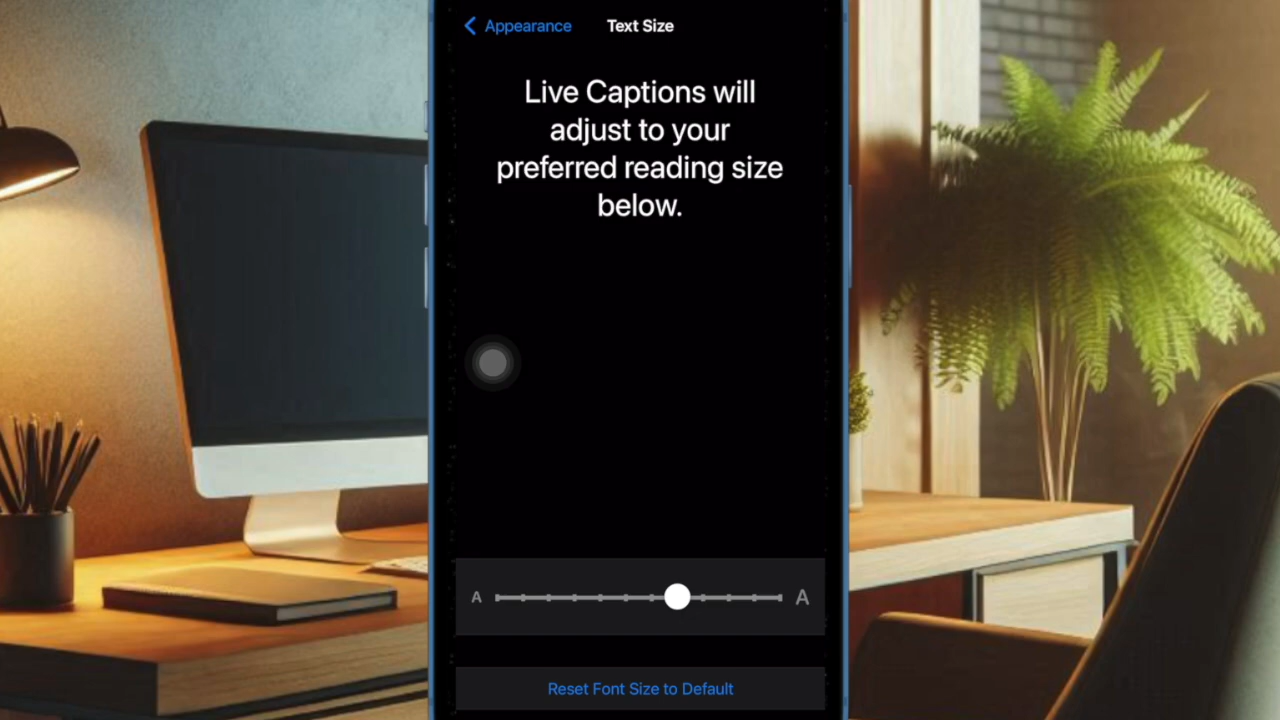 Appearance
Text Size
Live Captions will
adjust to your
preferred reading size
below.
A
A
Reset Font Size to Default